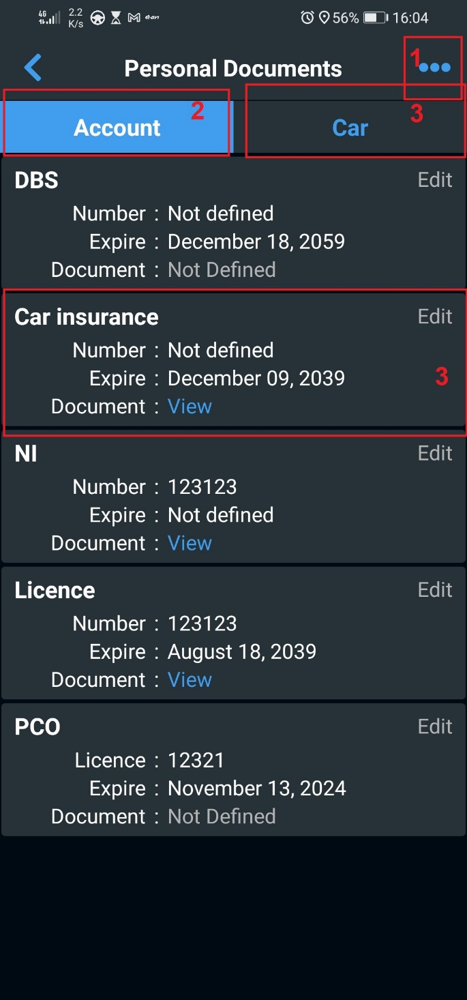 4G 2.2 K/s M e-on 56% 16:04
Personal Documents 1
Account 2 Car 3
DBS Edit
Number : Not defined
Expire : December 18, 2059
Document : Not Defined
Car insurance Edit
Number : Not defined
Expire : December 09, 2039 3
Document : View
NI Edit
Number : 123123
Expire : Not defined
Document : View
Licence Edit
Number : 123123
Expire : August 18, 2039
Document : View
PCO Edit
Licence : 12321
Expire : November 13, 2024
Document : Not Defined